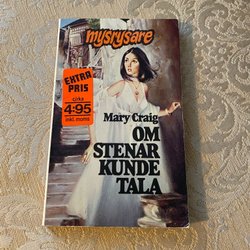 mysrysare
EXTRA
PRIS
cirka
4:95
inkl. moms
Mary Craig
OM
STENAR
KUNDE
TALA